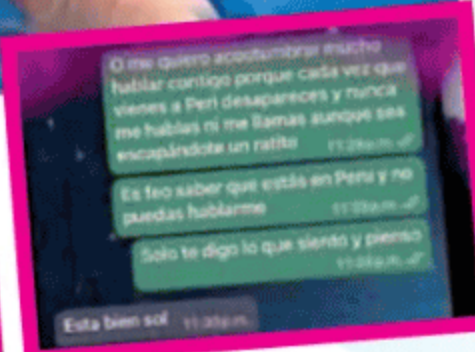 O me quiero acostumbrar mucho
hablar contigo porque cada vez que
vienes a Perí desapareces y nunca
me hablas ni me llamas aunque sea
escapándote un ratito
Es feo saber que estás en Perú y no
puedas hablarme
Solo te digo lo que siento y pienso
Esta bien sol